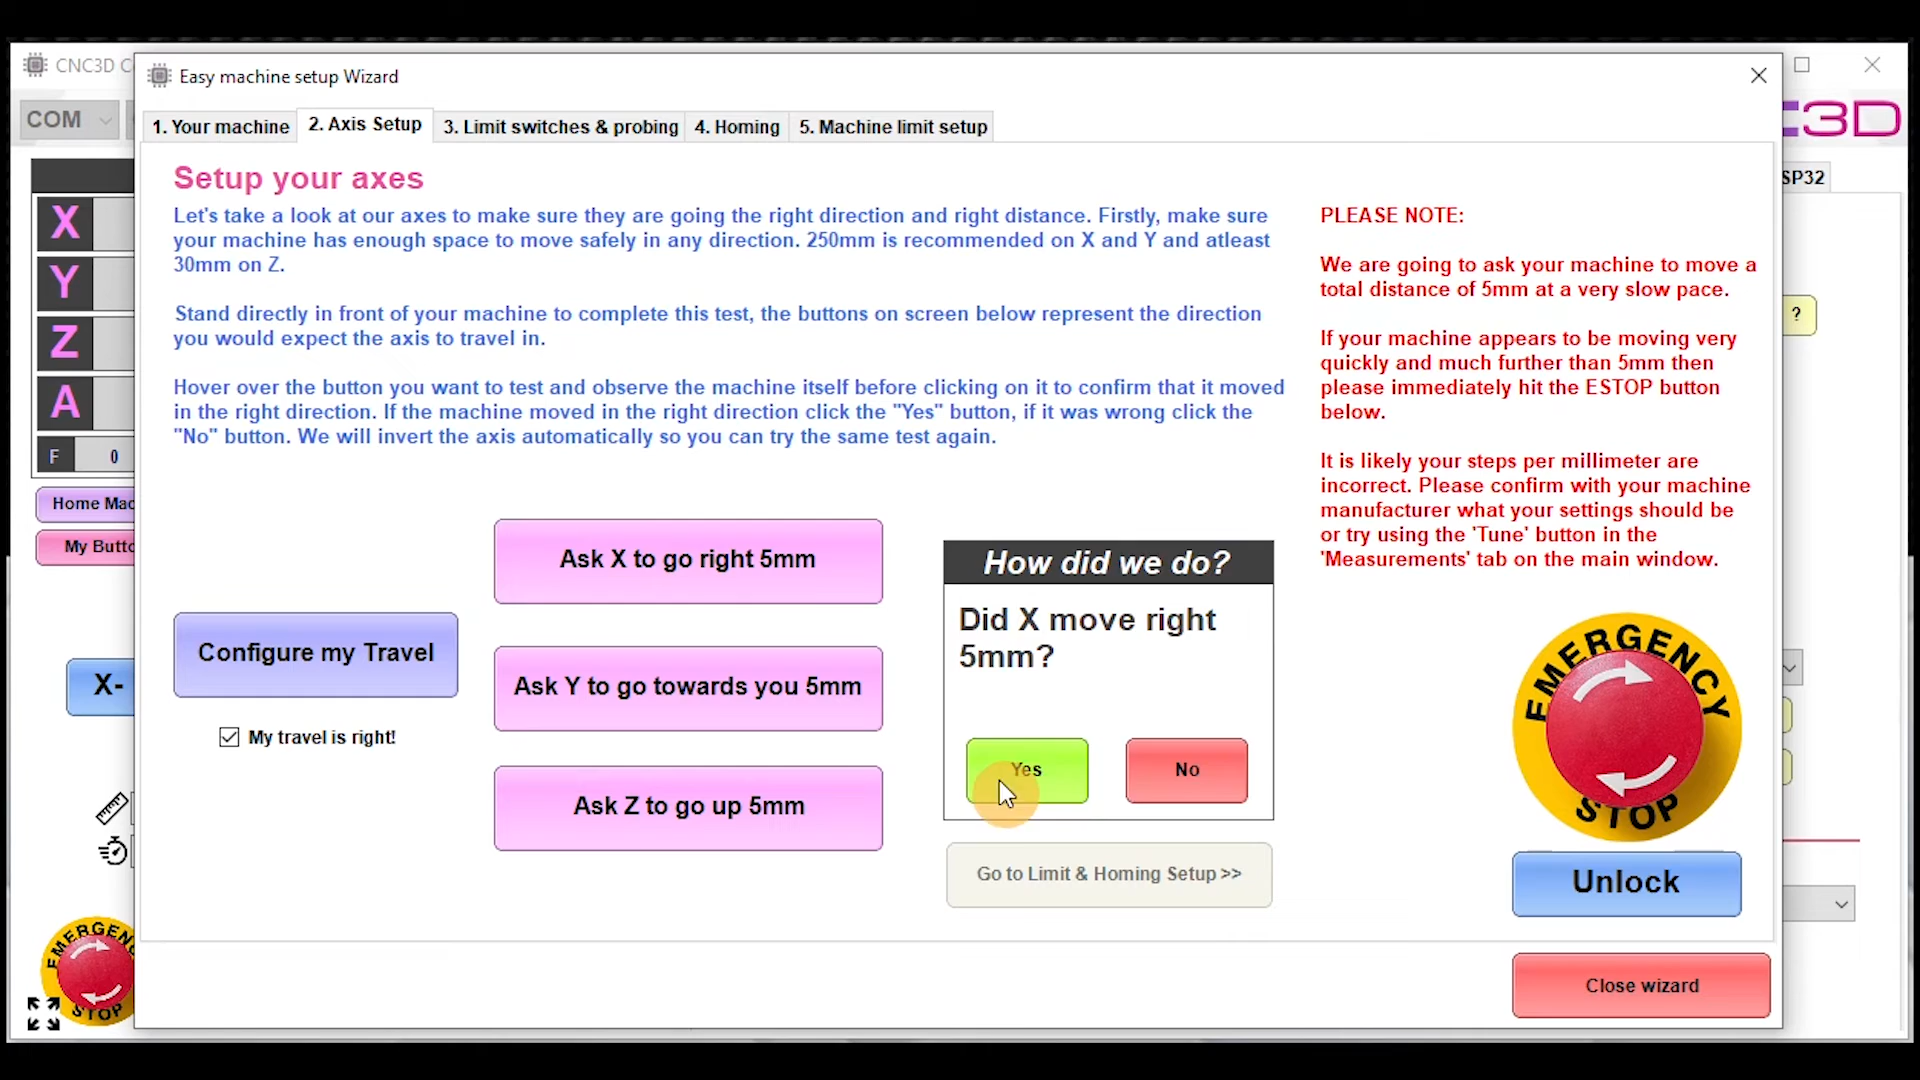 CNC3D C
Easy machine setup Wizard
COM
1. Your machine
2. Axis Setup
3. Limit switches & probing
4. Homing
5. Machine limit setup
C3D
SP32
Setup your axes
Let's take a look at our axes to make sure they are going the right direction and right distance. Firstly, make sure
your machine has enough space to move safely in any direction. 250mm is recommended on X and Y and atleast
30mm on Z.
Stand directly in front of your machine to complete this test, the buttons on screen below represent the direction
you would expect the axis to travel in.
Hover over the button you want to test and observe the machine itself before clicking on it to confirm that it moved
in the right direction. If the machine moved in the right direction click the "Yes" button, if it was wrong click the
"No" button. We will invert the axis automatically so you can try the same test again.
PLEASE NOTE:
We are going to ask your machine to move a
total distance of 5mm at a very slow pace.
If your machine appears to be moving very
quickly and much further than 5mm then
please immediately hit the ESTOP button
below.
It is likely your steps per millimeter are
incorrect. Please confirm with your machine
manufacturer what your settings should be
or try using the 'Tune' button in the
'Measurements' tab on the main window.
?
X
Y
Z
A
F 0
Home Mac
My Butto
X-
Configure my Travel
My travel is right!
Ask X to go right 5mm
Ask Y to go towards you 5mm
Ask Z to go up 5mm
How did we do?
Did X move right
5mm?
Yes
No
Go to Limit & Homing Setup >>
EMERGENCY
STOP
Unlock
Close wizard
EMERGEN
STOP